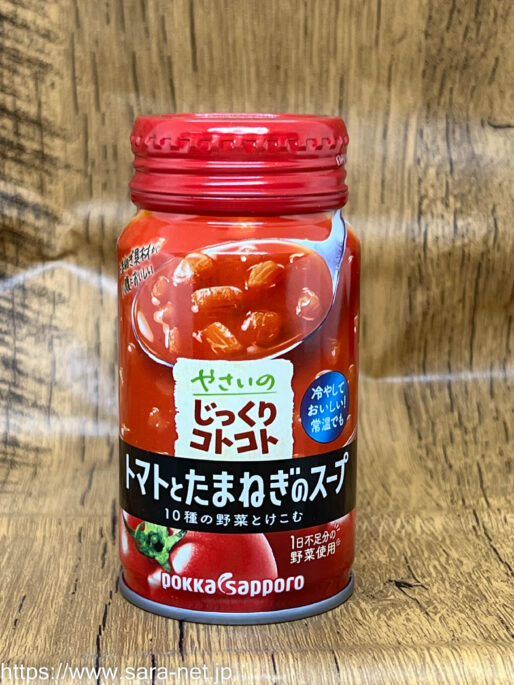 やさいの
じっくり
コトコト
冷やして
おいしい!
常温でも
トマトとたまねぎのスープ
10種の野菜とけこむ
1日不足分の
野菜使用
pokka sapporo
https://www.sara-net.jp